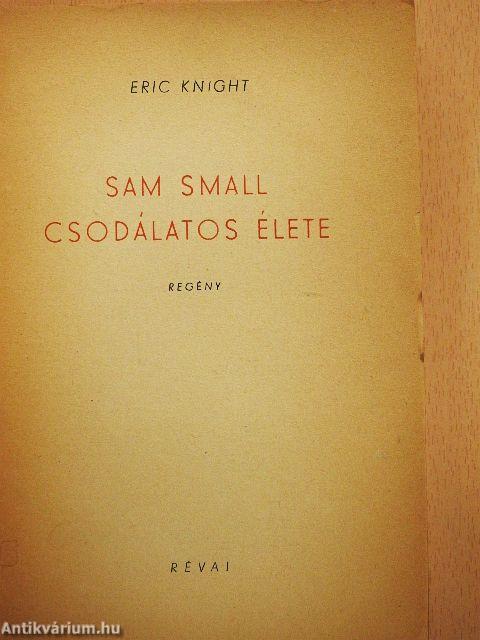 ERIC KNIGHT
SAM SMALL
CSODÁLATOS ÉLETE
REGÉNY
RÉVAI
Antikvárium.hu